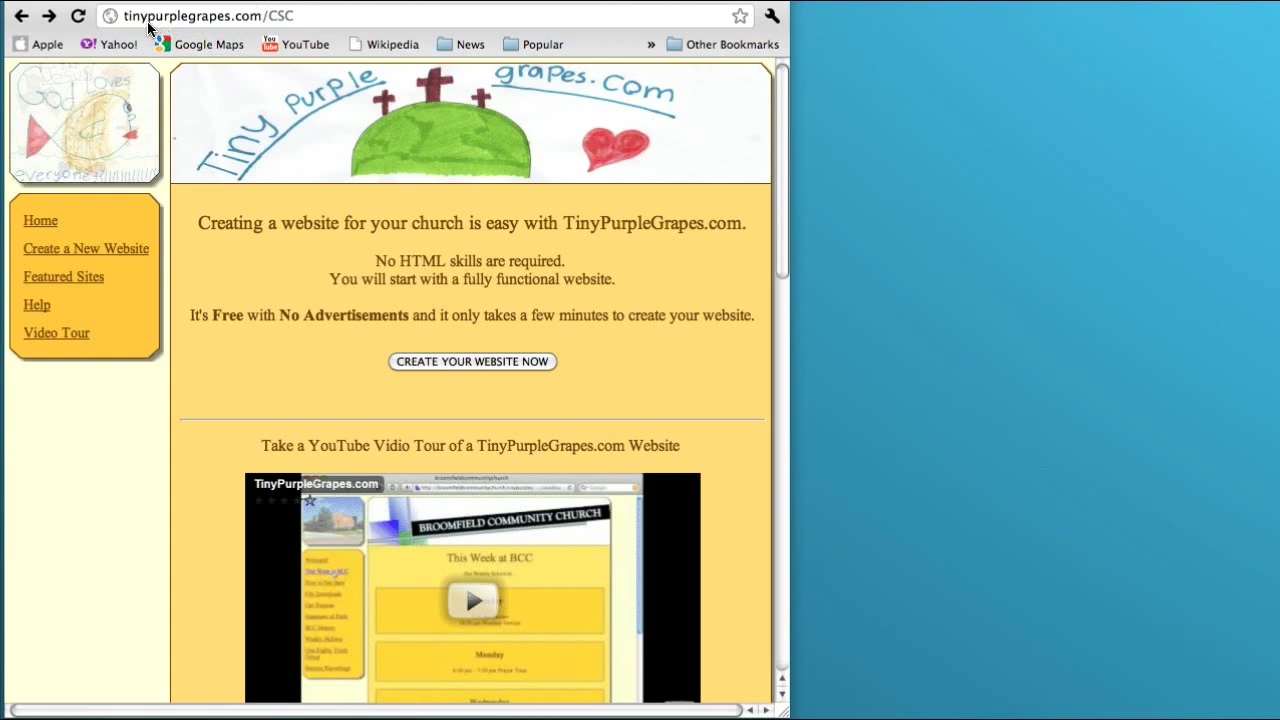 tinypurplegrapes.com/CSC
Apple Yahoo! Google Maps YouTube Wikipedia News Popular » Other Bookmarks
God loves
everyone
Tiny Purple grapes.com
Home
Create a New Website
Featured Sites
Help
Video Tour
Creating a website for your church is easy with TinyPurpleGrapes.com.
No HTML skills are required.
You will start with a fully functional website.
It's Free with No Advertisements and it only takes a few minutes to create your website.
CREATE YOUR WEBSITE NOW
Take a YouTube Vidio Tour of a TinyPurpleGrapes.com Website
TinyPurpleGrapes.com
broomfieldcommunitychurch
BROOMFIELD COMMUNITY CHURCH
This Week at BCC
Monday